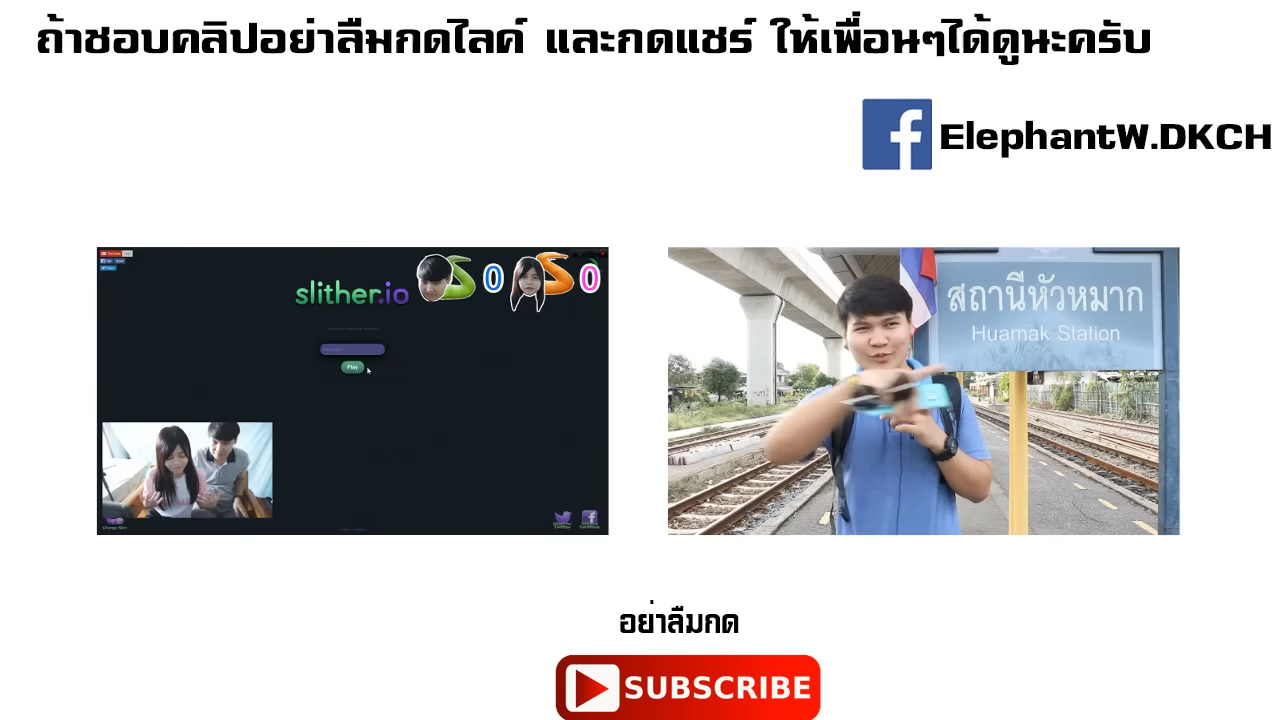 ถ้าชอบคลิปอย่าลืมกดไลค์ และกดแชร์ ให้เพื่อนๆได้ดูนะครับ
ElephantW.DKCH
slither.io
0
0
Play
สถานีหัวหมาก
Huamak Station
อย่าลืมกด
SUBSCRIBE